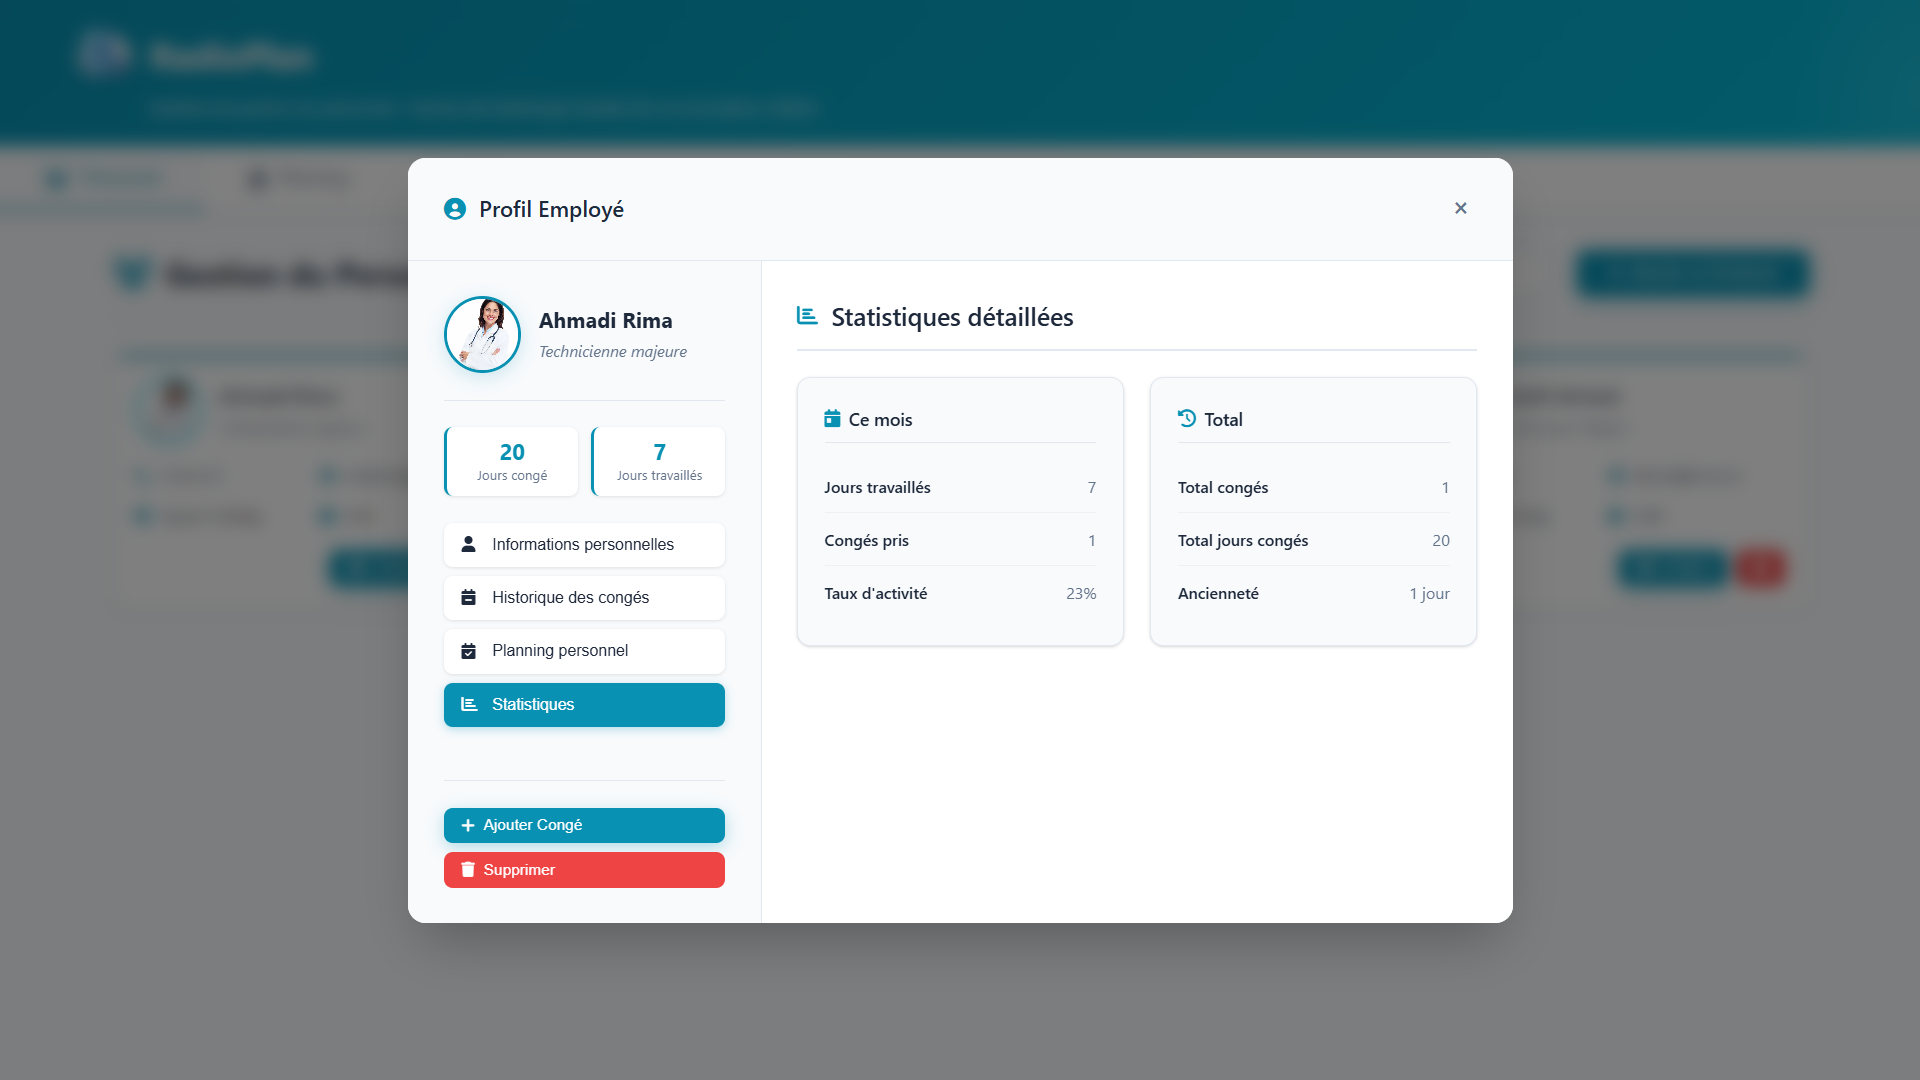 Profil Employé
×
Ahmadi Rima
Technicienne majeure
20
Jours congé
7
Jours travaillés
Informations personnelles
Historique des congés
Planning personnel
Statistiques
Ajouter Congé
Supprimer
Statistiques détaillées
Ce mois
Jours travaillés 7
Congés pris 1
Taux d'activité 23%
Total
Total congés 1
Total jours congés 20
Ancienneté 1 jour